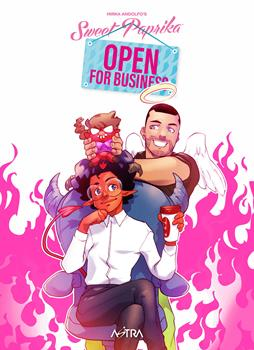 MIRKA ANDOLFO'S
Sweet Paprika
OPEN
FOR BUSINESS
ASTRA